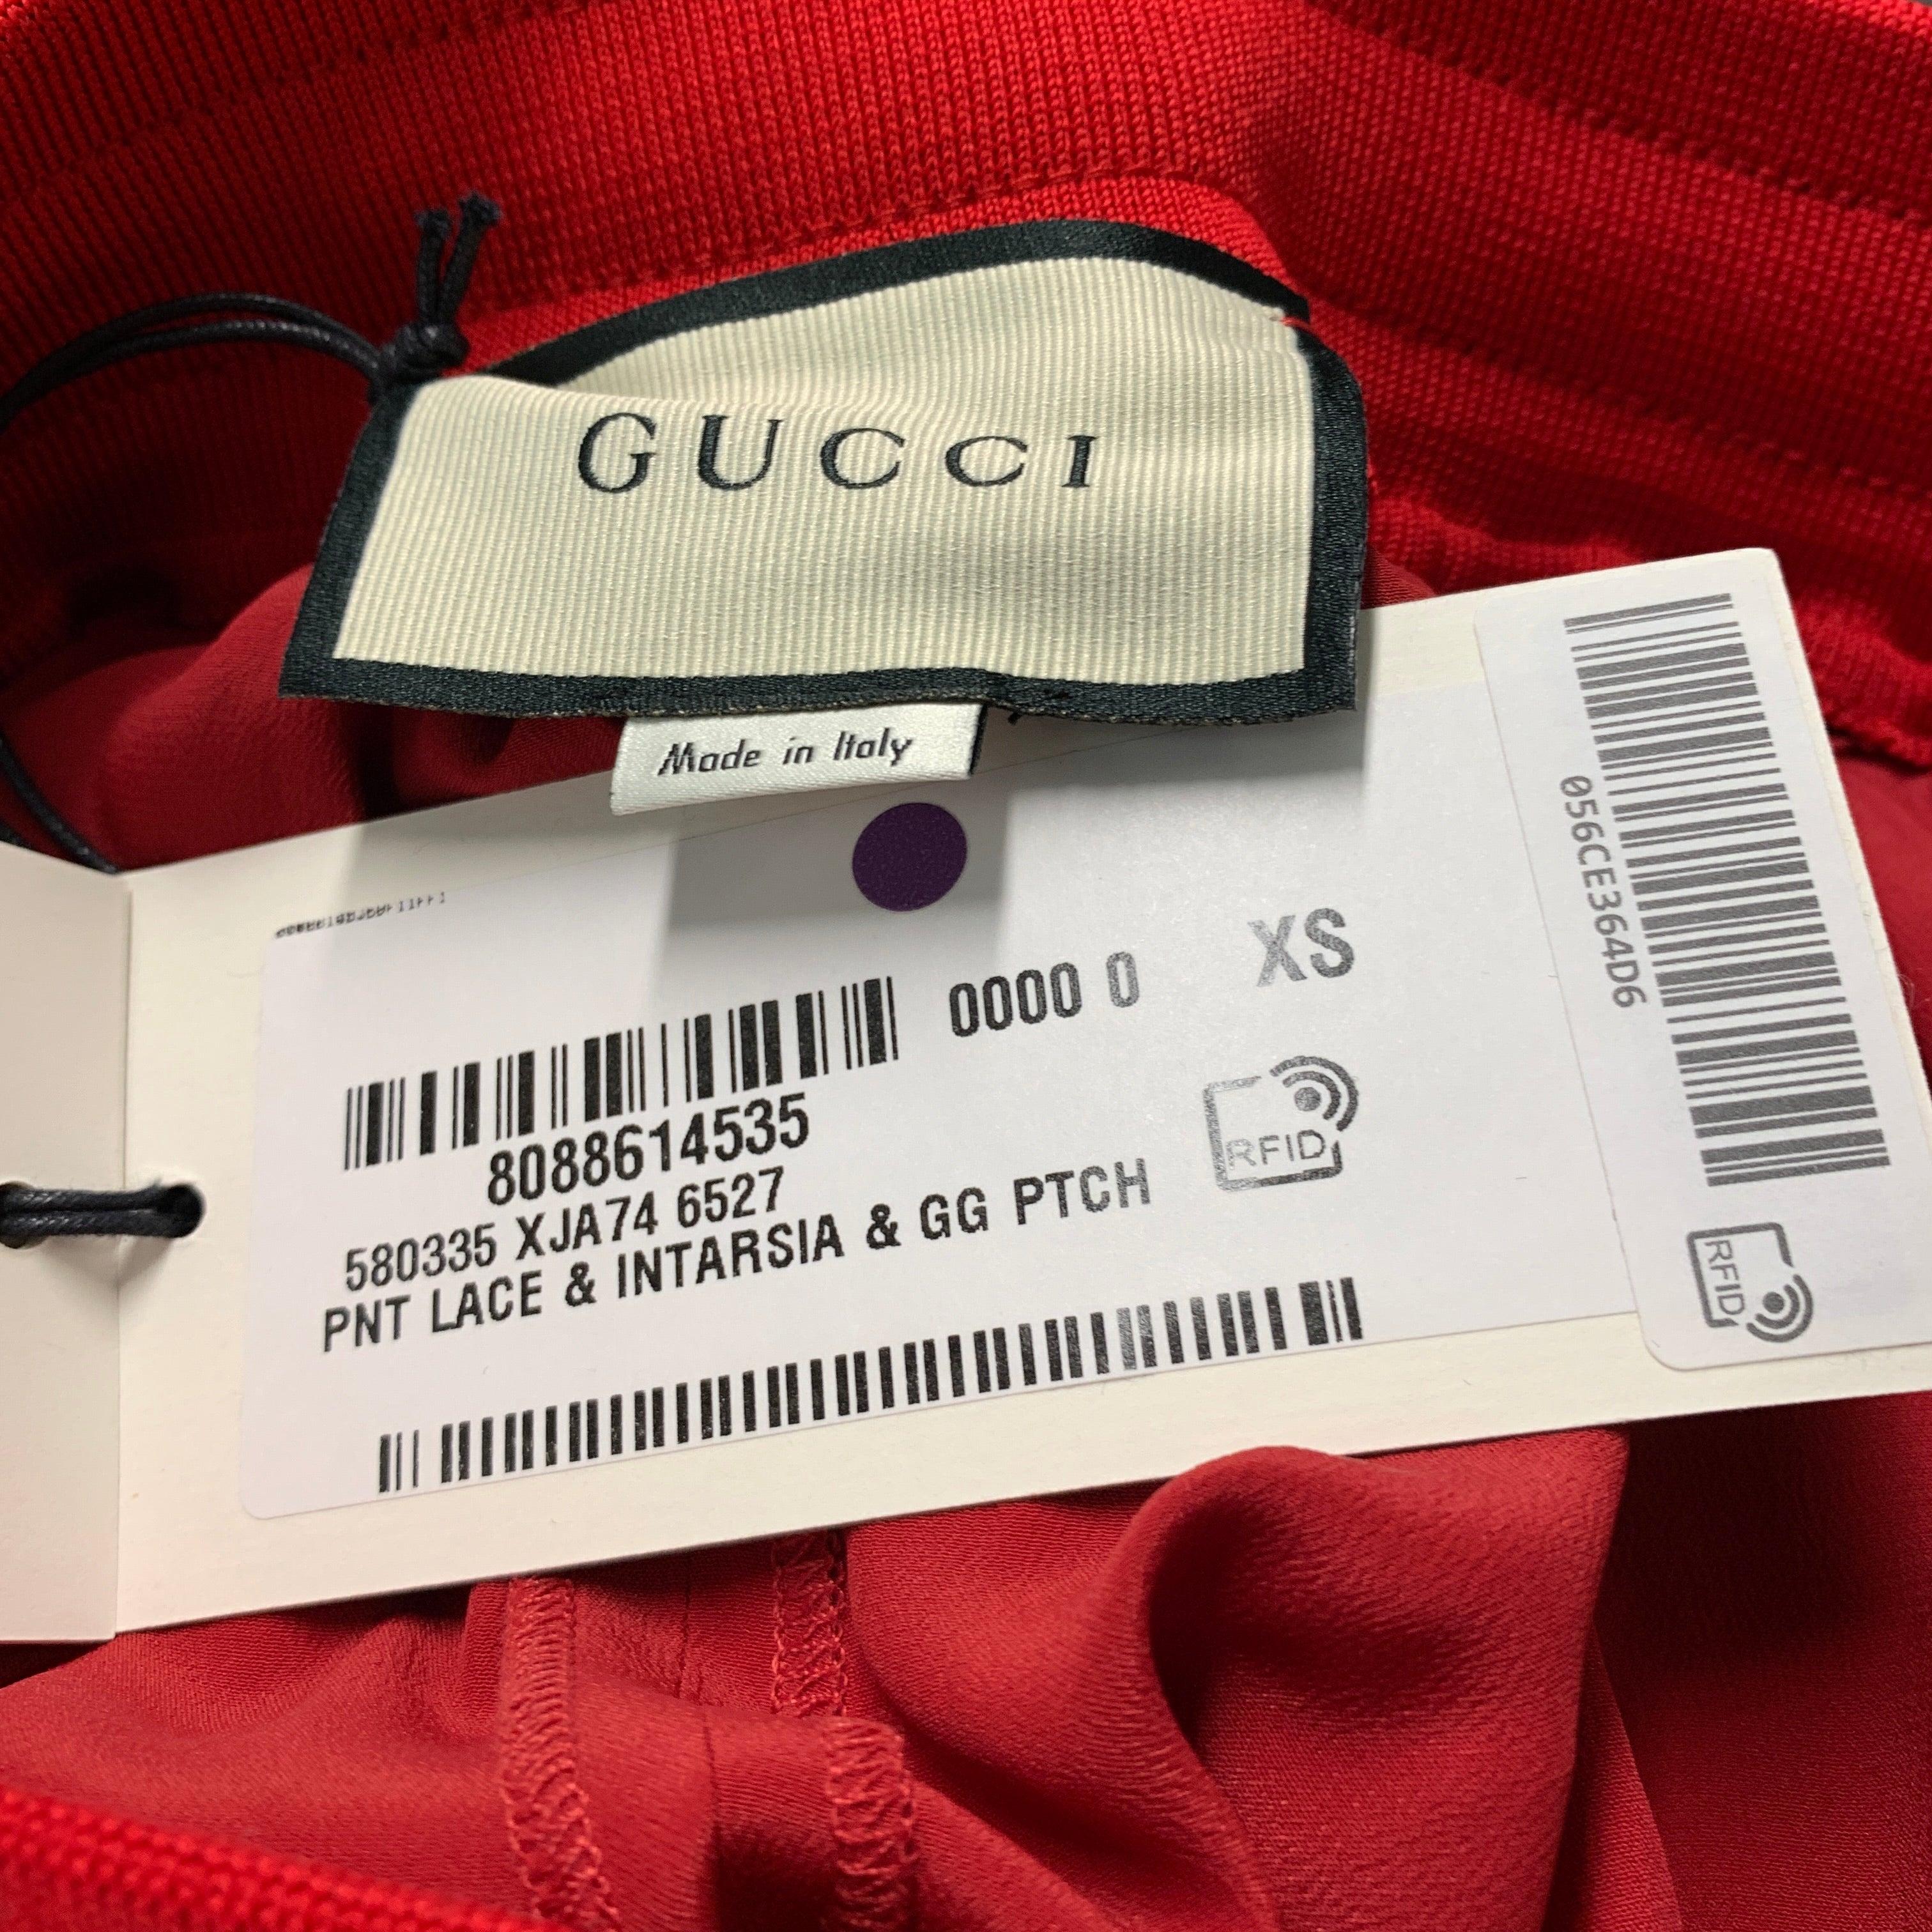 GUCCI
Made in Italy
0000 0 XS
8088614535
580335 XJA74 6527
PNT LACE & INTARSIA & GG PTCH
RFID
056CE364D6
RFID